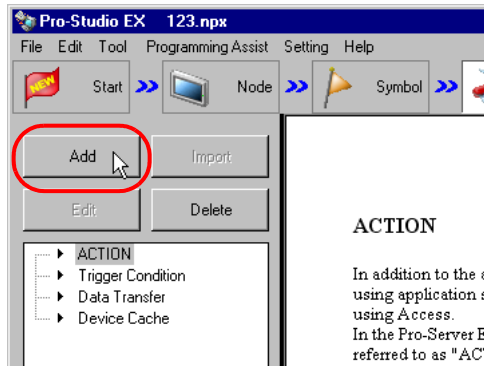 Pro-Studio EX 123.npx
File Edit Tool Programming Assist Setting Help
NEW Start Node Symbol
Add Import
Edit Delete
ACTION
Trigger Condition
Data Transfer
Device Cache
ACTION
In addition to the a
using application s
using Access.
In the Pro-Server E
referred to as "AC